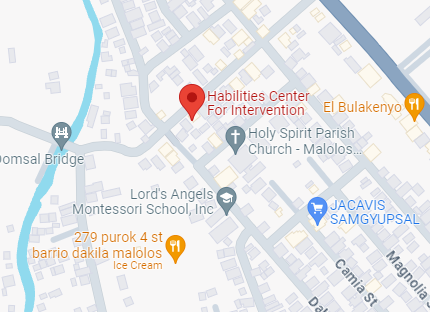 Habilities Center
For Intervention
El Bulakenyo
Holy Spirit Parish
Church - Malolos...
Domsal Bridge
Lord's Angels
Montessori School, Inc
JACAVIS
SAMGYUPSAL
279 purok 4 st
barrio dakila malolos
Ice Cream
Camia St
Magnolia S
Dal